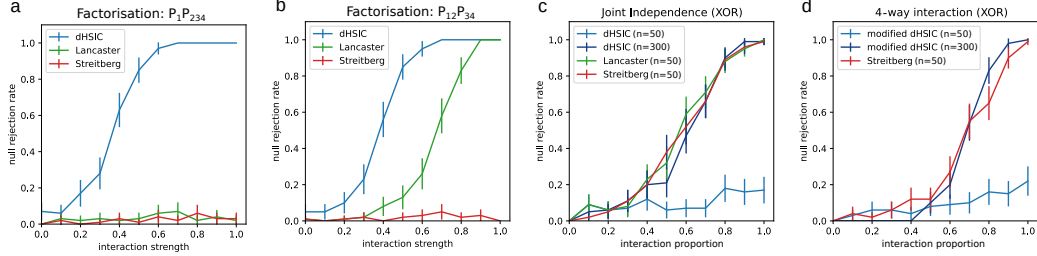 a
Factorisation: P1P234
dHSIC
Lancaster
Streitberg
null rejection rate
1.0
0.8
0.6
0.4
0.2
0.0
0.0 0.2 0.4 0.6 0.8 1.0
interaction strength
b
Factorisation: P12P34
dHSIC
Lancaster
Streitberg
null rejection rate
1.0
0.8
0.6
0.4
0.2
0.0
0.0 0.2 0.4 0.6 0.8 1.0
interaction strength
c
Joint Independence (XOR)
dHSIC (n=50)
dHSIC (n=300)
Lancaster (n=50)
Streitberg (n=50)
null rejection rate
1.0
0.8
0.6
0.4
0.2
0.0
0.0 0.2 0.4 0.6 0.8 1.0
interaction proportion
d
4-way interaction (XOR)
modified dHSIC (n=50)
modified dHSIC (n=300)
Streitberg (n=50)
null rejection rate
1.0
0.8
0.6
0.4
0.2
0.0
0.0 0.2 0.4 0.6 0.8 1.0
interaction proportion